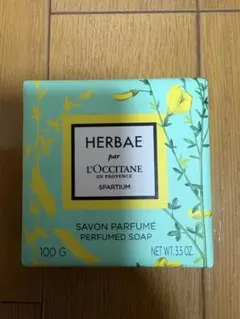 HERBAE
par
L'OCCITANE
EN PROVENCE
SPARTIUM
SAVON PARFUMÉ
PERFUMED SOAP
100 G NET WT. 3.5 OZ.